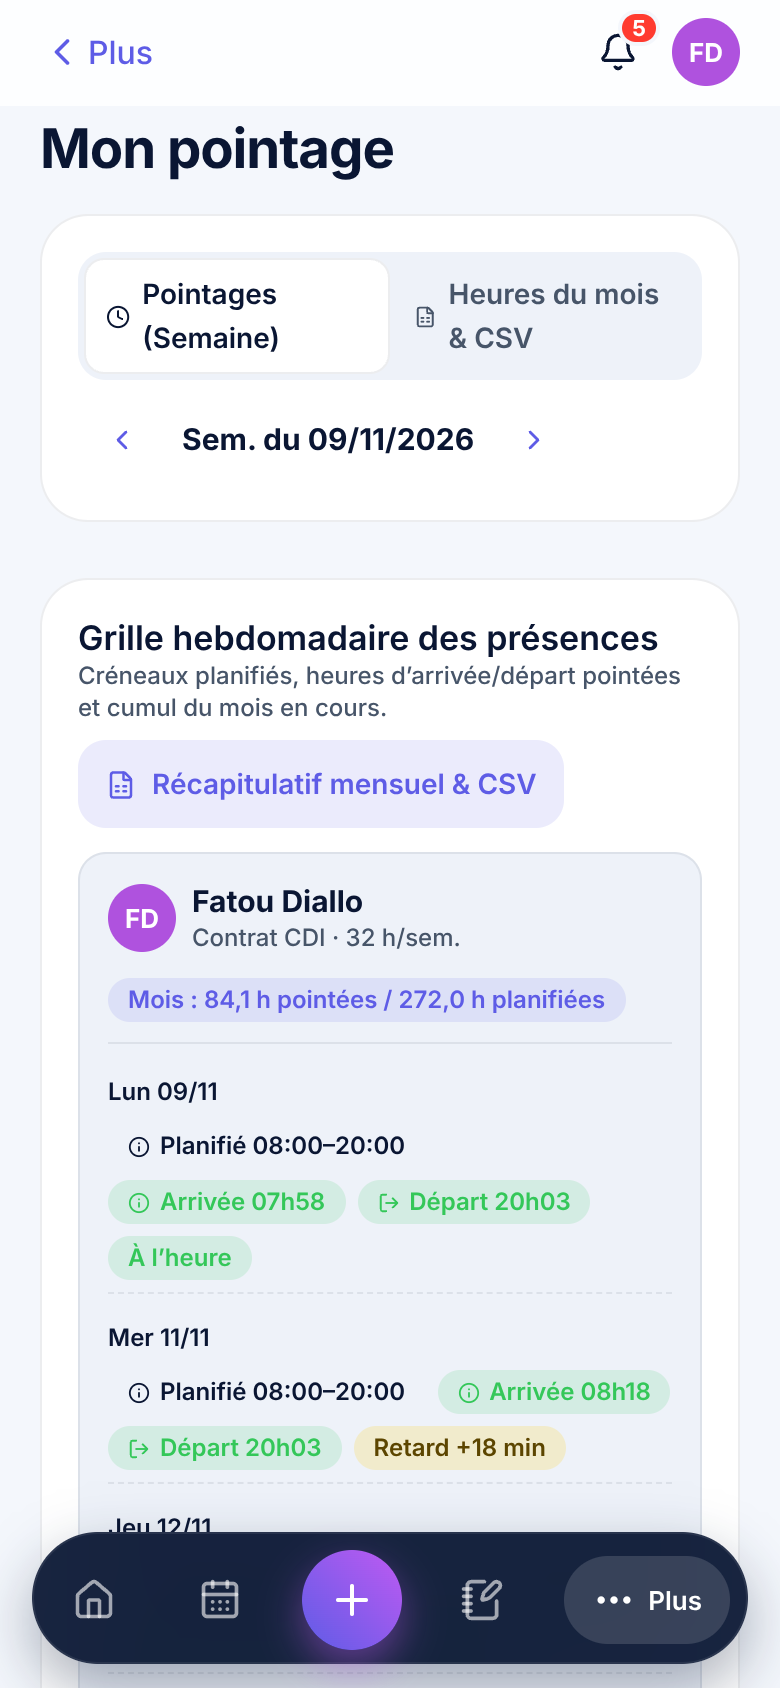 Plus
5
FD
Mon pointage
Pointages
(Semaine)
Heures du mois
& CSV
Sem. du 09/11/2026
Grille hebdomadaire des présences
Créneaux planifiés, heures d’arrivée/départ pointées
et cumul du mois en cours.
Récapitulatif mensuel & CSV
FD
Fatou Diallo
Contrat CDI · 32 h/sem.
Mois : 84,1 h pointées / 272,0 h planifiées
Lun 09/11
Planifié 08:00–20:00
Arrivée 07h58
Départ 20h03
À l’heure
Mer 11/11
Planifié 08:00–20:00
Arrivée 08h18
Départ 20h03
Retard +18 min
Jeu 12/11
Plus